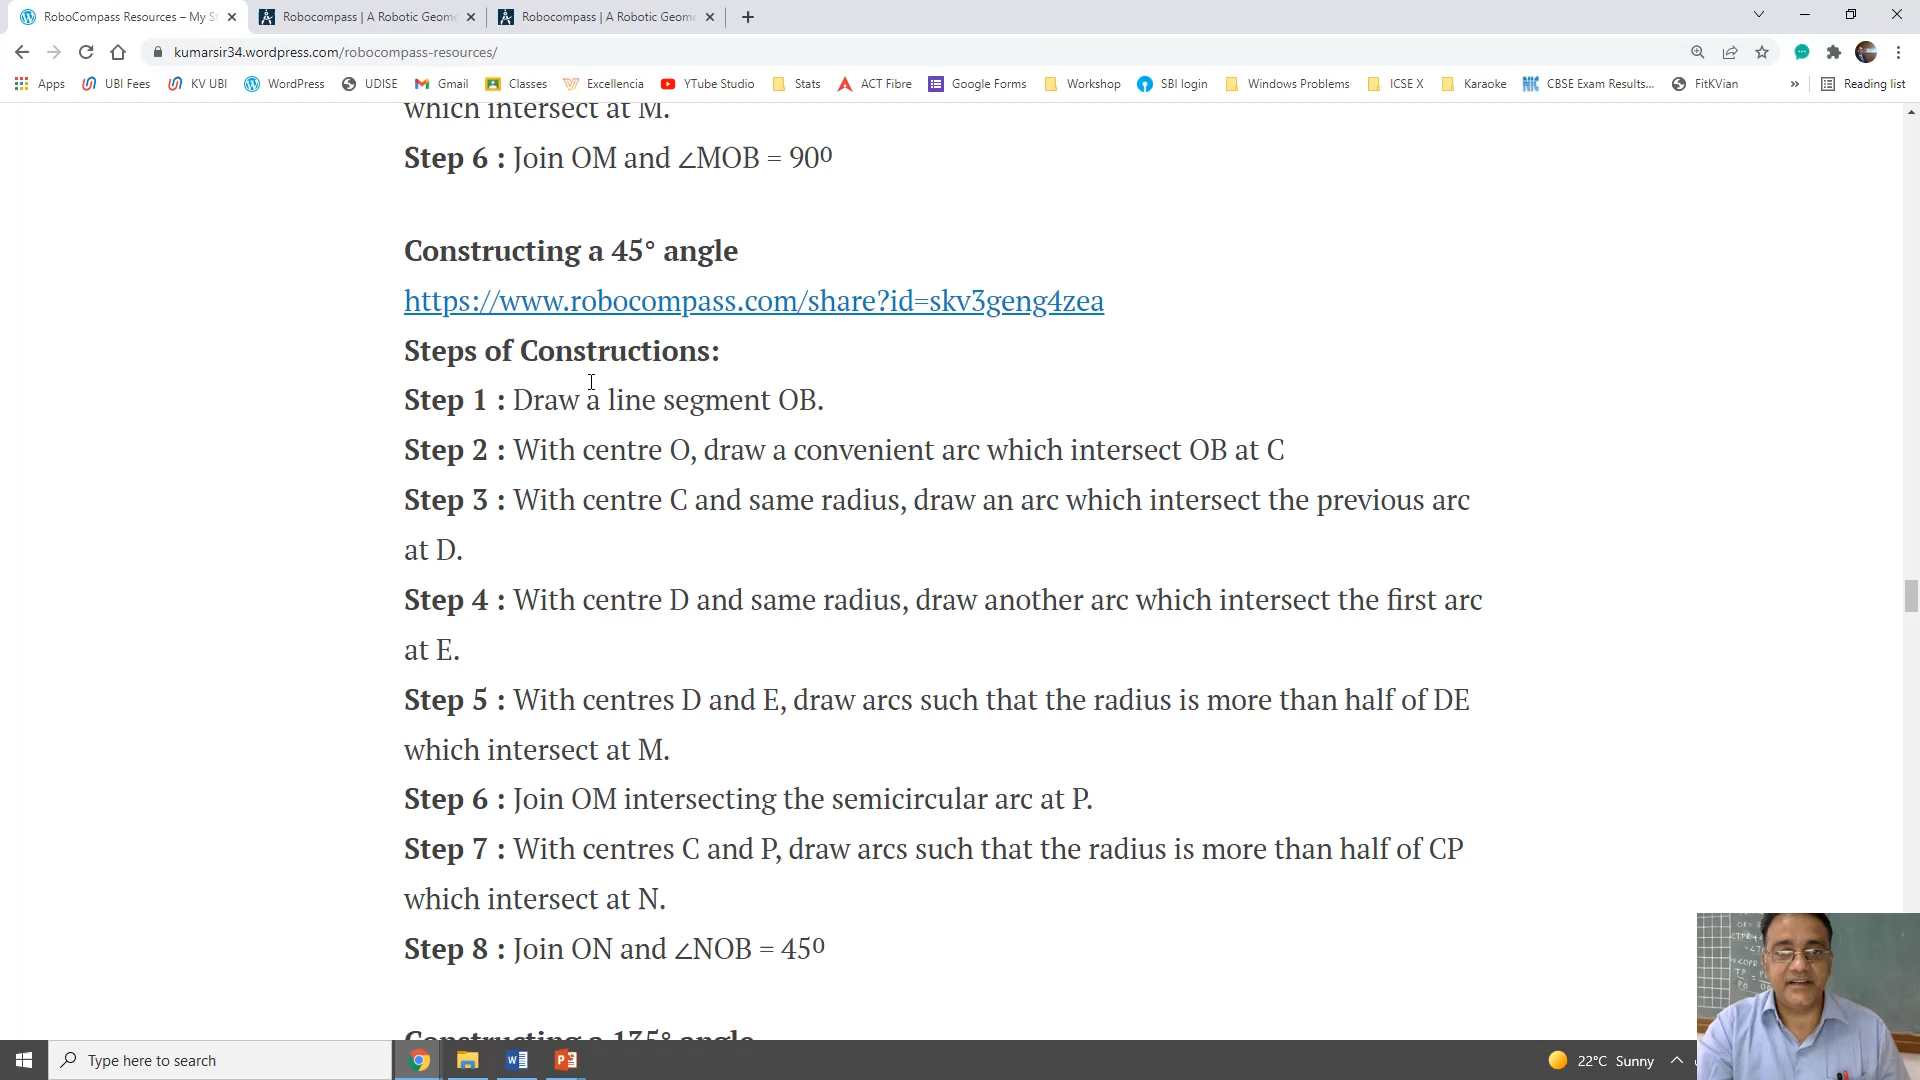 RoboCompass Resources – My S
Robocompass | A Robotic Geome
Robocompass | A Robotic Geome
kumarsir34.wordpress.com/robocompass-resources/
Apps
UBI Fees
KV UBI
WordPress
UDISE
Gmail
Classes
Excellencia
YTube Studio
Stats
ACT Fibre
Google Forms
Workshop
SBI login
Windows Problems
ICSE X
Karaoke
CBSE Exam Results...
FitKVian
»
Reading list
which intersect at M.
Step 6 : Join OM and ∠MOB = 90⁰
Constructing a 45° angle
https://www.robocompass.com/share?id=skv3geng4zea
Steps of Constructions:
Step 1 : Draw a line segment OB.
Step 2 : With centre O, draw a convenient arc which intersect OB at C
Step 3 : With centre C and same radius, draw an arc which intersect the previous arc
at D.
Step 4 : With centre D and same radius, draw another arc which intersect the first arc
at E.
Step 5 : With centres D and E, draw arcs such that the radius is more than half of DE
which intersect at M.
Step 6 : Join OM intersecting the semicircular arc at P.
Step 7 : With centres C and P, draw arcs such that the radius is more than half of CP
which intersect at N.
Step 8 : Join ON and ∠NOB = 45⁰
Constructing a 135° angle
Type here to search
22°C Sunny